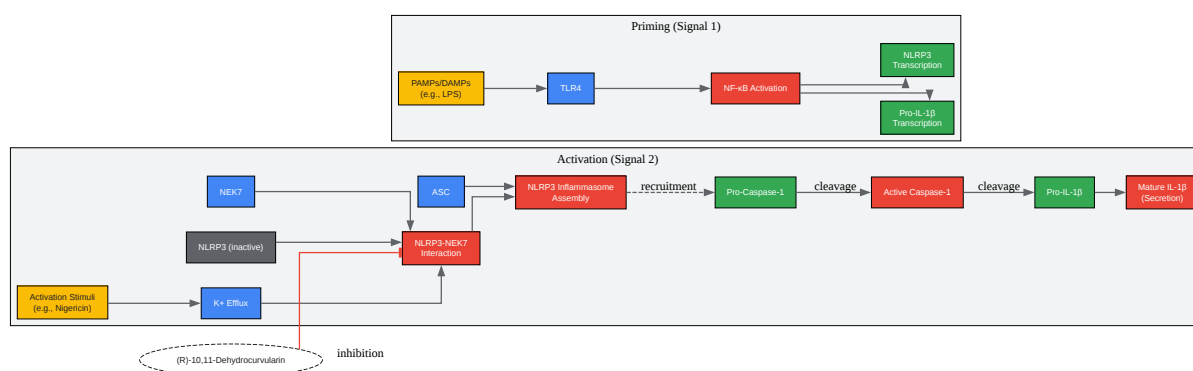 Priming (Signal 1)
PAMPs/DAMPs
(e.g., LPS)
TLR4
NF-κB Activation
NLRP3
Transcription
Pro-IL-1β
Transcription
Activation (Signal 2)
NEK7
ASC
NLRP3 Inflammasome
Assembly
recruitment
Pro-Caspase-1
cleavage
Active Caspase-1
cleavage
Pro-IL-1β
Mature IL-1β
(Secretion)
NLRP3 (inactive)
NLRP3-NEK7
Interaction
Activation Stimuli
(e.g., Nigericin)
K+ Efflux
(R)-10,11-Dehydrocurvularin
inhibition